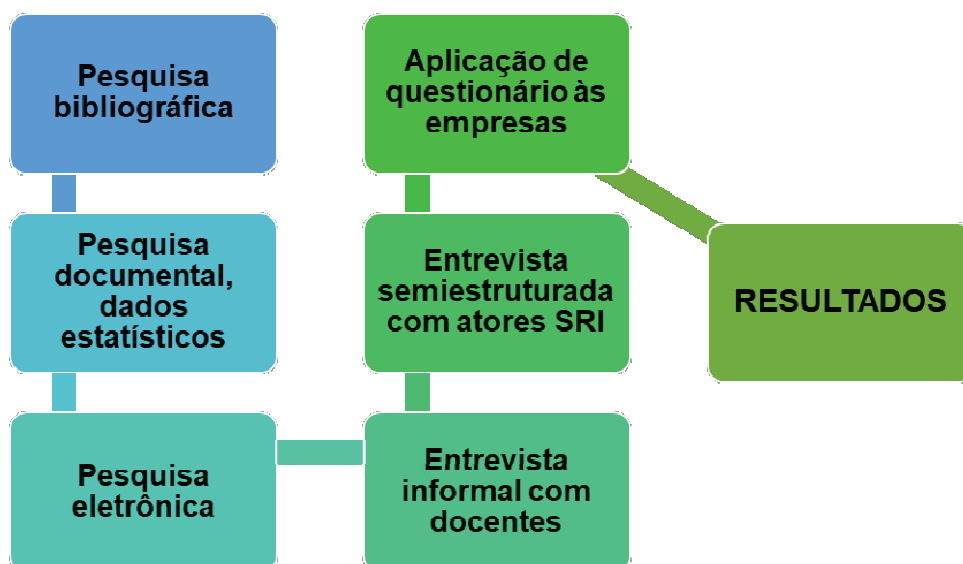 Pesquisa
bibliográfica
Pesquisa
documental,
dados
estatísticos
Pesquisa
eletrônica
Entrevista
informal com
docentes
Entrevista
semiestruturada
com atores SRI
Aplicação de
questionário às
empresas
RESULTADOS